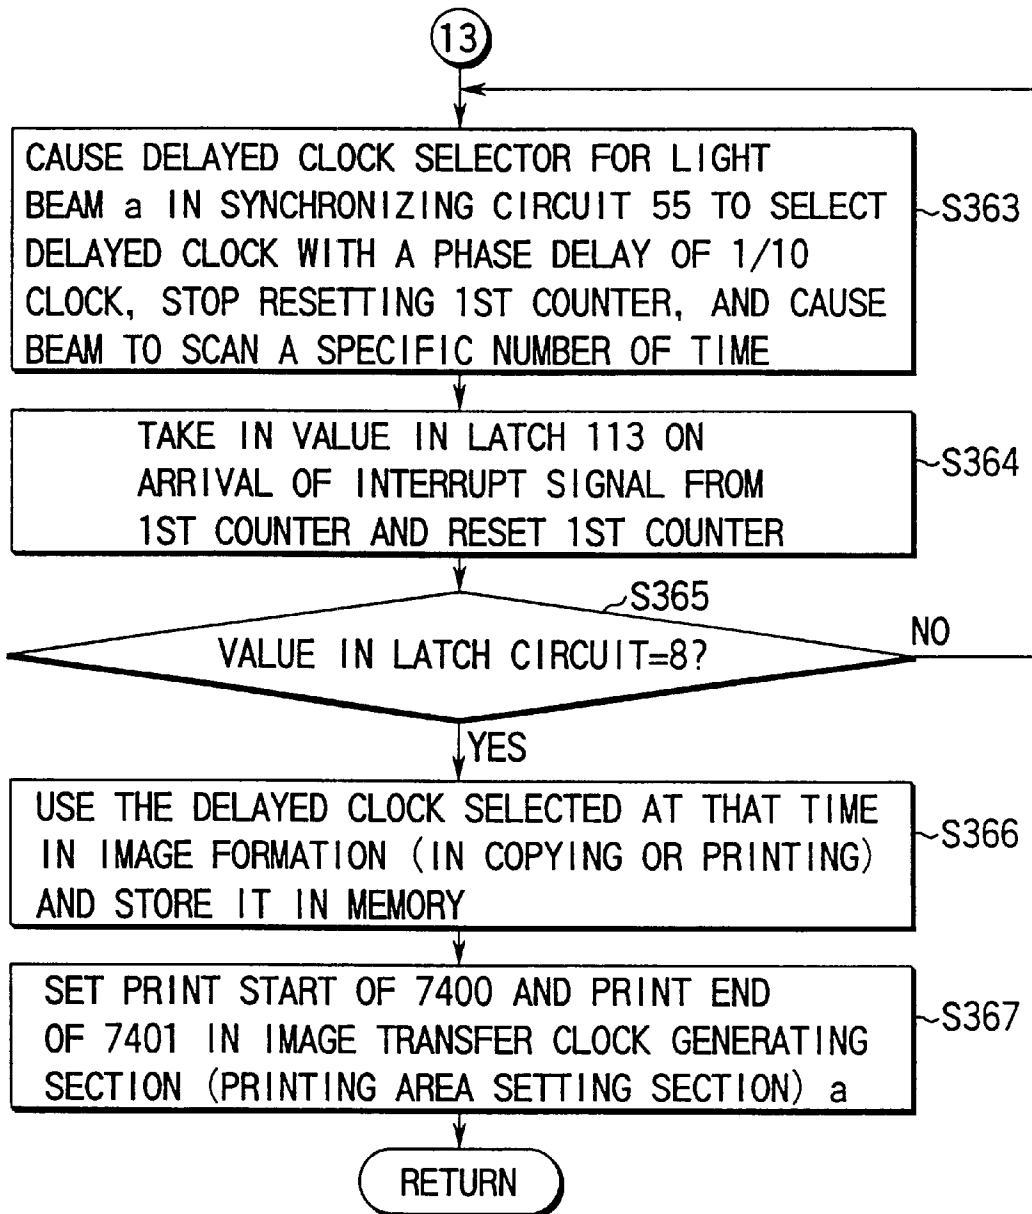 13
CAUSE DELAYED CLOCK SELECTOR FOR LIGHT
BEAM a IN SYNCHRONIZING CIRCUIT 55 TO SELECT
DELAYED CLOCK WITH A PHASE DELAY OF 1/10
CLOCK, STOP RESETTING 1ST COUNTER, AND CAUSE
BEAM TO SCAN A SPECIFIC NUMBER OF TIME
S363
TAKE IN VALUE IN LATCH 113 ON
ARRIVAL OF INTERRUPT SIGNAL FROM
1ST COUNTER AND RESET 1ST COUNTER
S364
S365
VALUE IN LATCH CIRCUIT=8?
NO
YES
USE THE DELAYED CLOCK SELECTED AT THAT TIME
IN IMAGE FORMATION (IN COPYING OR PRINTING)
AND STORE IT IN MEMORY
S366
SET PRINT START OF 7400 AND PRINT END
OF 7401 IN IMAGE TRANSFER CLOCK GENERATING
SECTION (PRINTING AREA SETTING SECTION) a
S367
RETURN